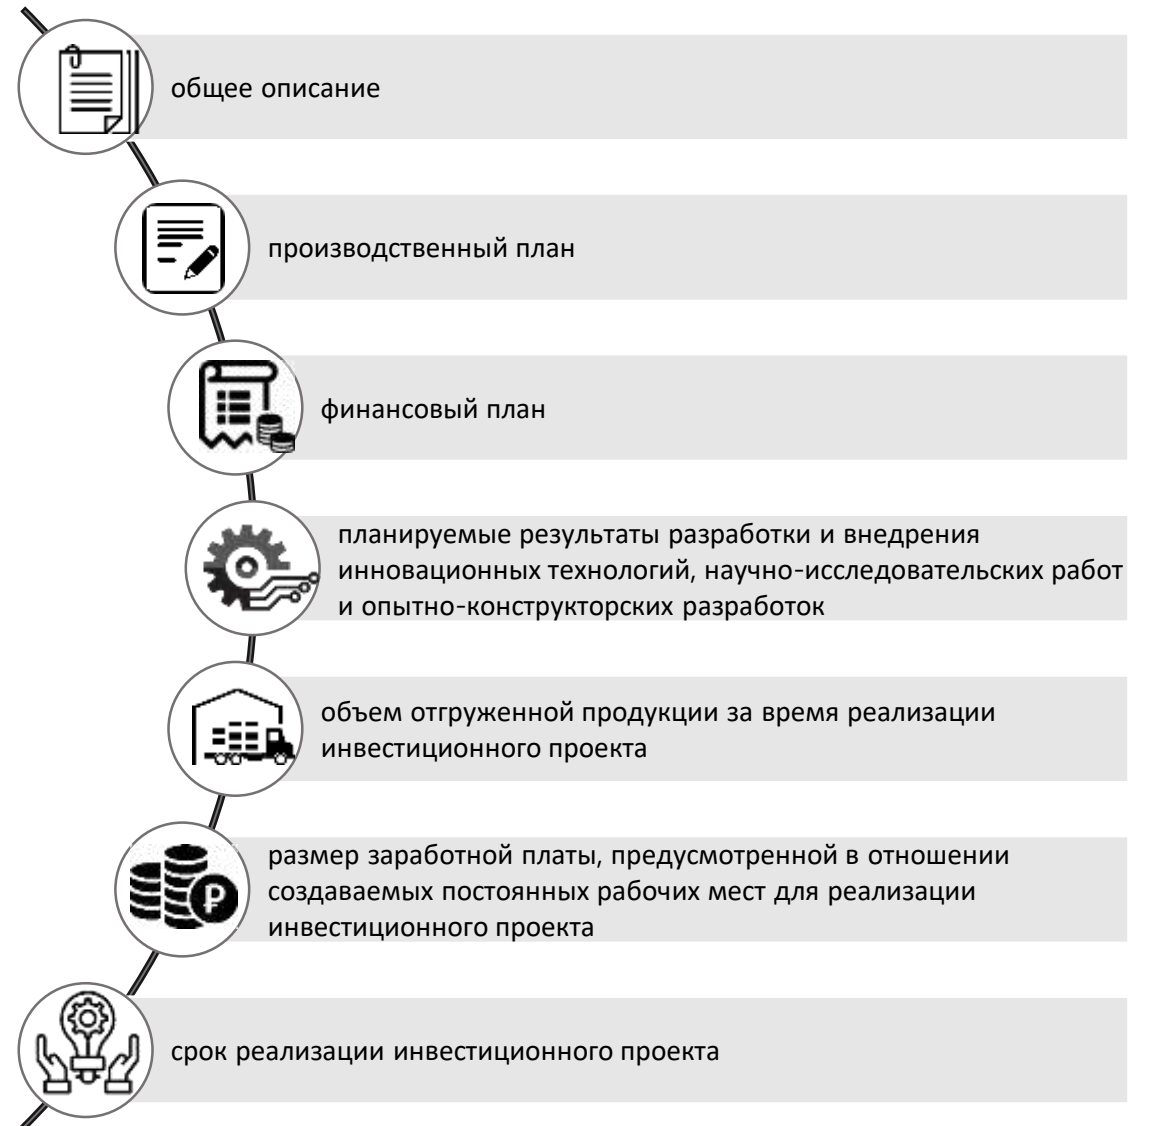 общее описание
производственный план
финансовый план
планируемые результаты разработки и внедрения
инновационных технологий, научно-исследовательских работ
и опытно-конструкторских разработок
объем отгруженной продукции за время реализации
инвестиционного проекта
размер заработной платы, предусмотренной в отношении
создаваемых постоянных рабочих мест для реализации
инвестиционного проекта
срок реализации инвестиционного проекта